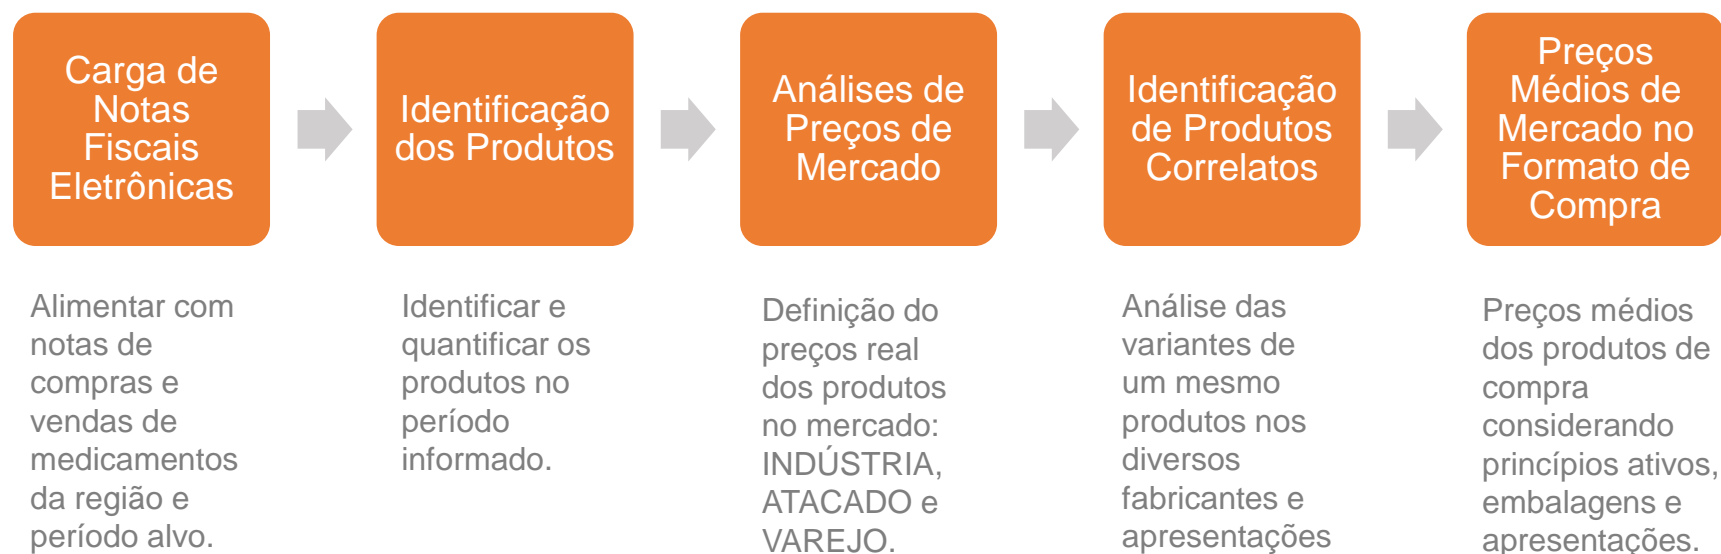 Carga de
Notas
Fiscais
Eletrônicas
Identificação
dos Produtos
Análises de
Preços de
Mercado
Identificação
de Produtos
Correlatos
Preços
Médios de
Mercado no
Formato de
Compra
Alimentar com
notas de
compras e
vendas de
medicamentos
da região e
período alvo.
Identificar e
quantificar os
produtos no
período
informado.
Definição do
preços real
dos produtos
no mercado:
INDÚSTRIA,
ATACADO e
VAREJO.
Análise das
variantes de
um mesmo
produtos nos
diversos
fabricantes e
apresentações
Preços médios
dos produtos de
compra
considerando
princípios ativos,
embalagens e
apresentações.